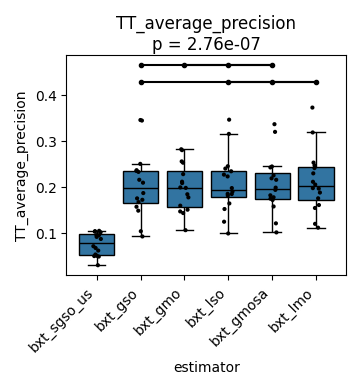 TT_average_precision
p = 2.76e-07
TT_average_precision
0.4
0.3
0.2
0.1
bxt_sgso_us
bxt_gso
bxt_gmo
bxt_lso
bxt_gmosa
bxt_lmo
estimator